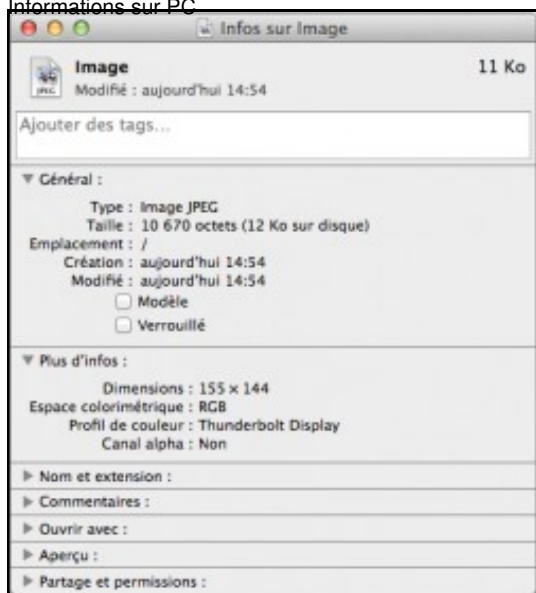 Informations sur PC
Infos sur Image
Image 11 Ko
Modifié : aujourd'hui 14:54
Ajouter des tags...
Général :
Type : Image JPEG
Taille : 10 670 octets (12 Ko sur disque)
Emplacement : /
Création : aujourd'hui 14:54
Modifié : aujourd'hui 14:54
Modèle
Verrouillé
Plus d'infos :
Dimensions : 155 × 144
Espace colorimétrique : RGB
Profil de couleur : Thunderbolt Display
Canal alpha : Non
Nom et extension :
Commentaires :
Ouvrir avec :
Aperçu :
Partage et permissions :